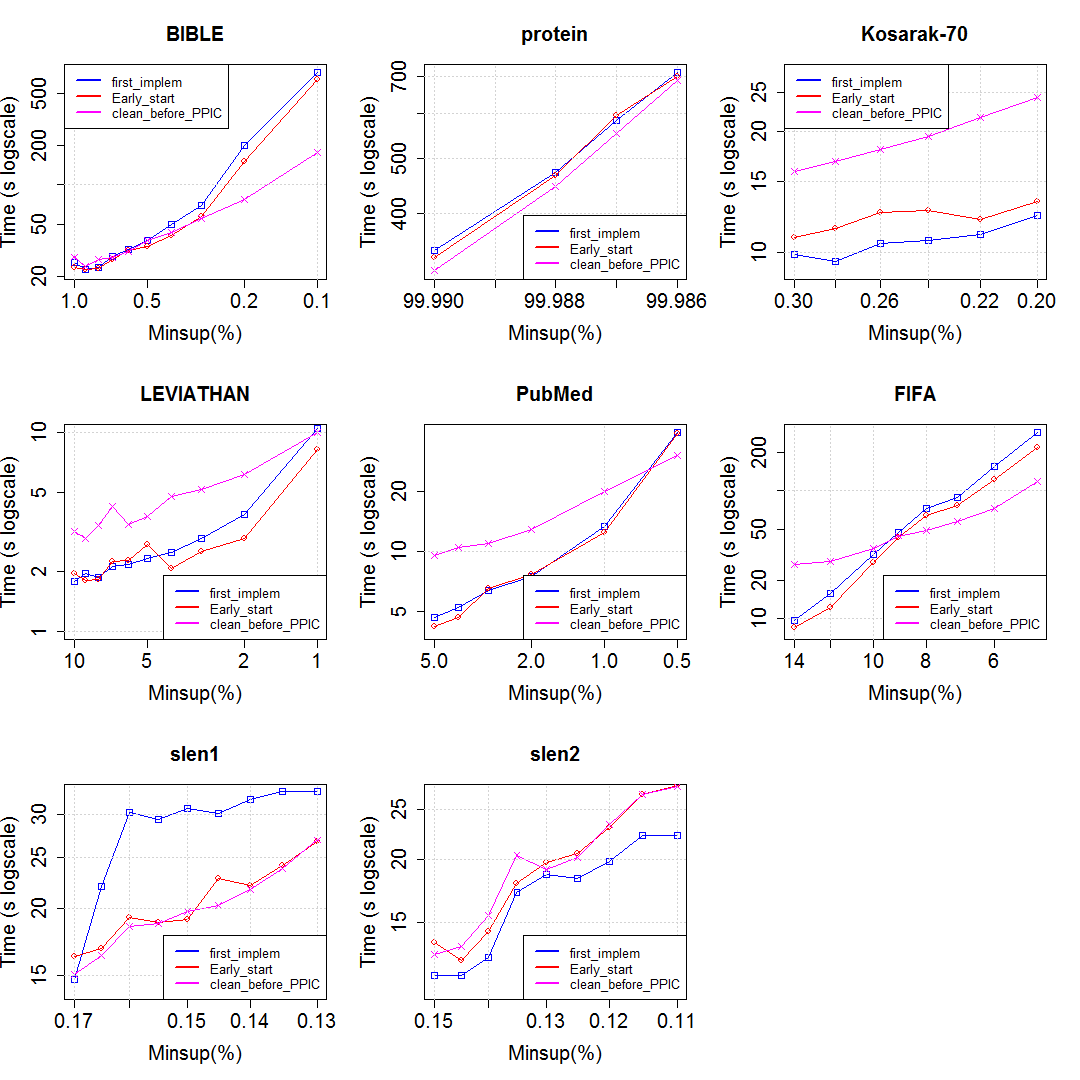 BIBLE
Time (s logscale)
500
200
50
20
first_implem
Early_start
clean_before_PPIC
1.0 0.5 0.2 0.1
Minsup(%)
protein
Time (s logscale)
700
500
400
first_implem
Early_start
clean_before_PPIC
99.990 99.988 99.986
Minsup(%)
Kosarak-70
Time (s logscale)
25
20
15
10
first_implem
Early_start
clean_before_PPIC
0.30 0.26 0.22 0.20
Minsup(%)
LEVIATHAN
Time (s logscale)
10
5
2
1
first_implem
Early_start
clean_before_PPIC
10 5 2 1
Minsup(%)
PubMed
Time (s logscale)
20
10
5
first_implem
Early_start
clean_before_PPIC
5.0 2.0 1.0 0.5
Minsup(%)
FIFA
Time (s logscale)
200
50
20
10
first_implem
Early_start
clean_before_PPIC
14 10 8 6
Minsup(%)
slen1
Time (s logscale)
30
25
20
15
first_implem
Early_start
clean_before_PPIC
0.17 0.15 0.14 0.13
Minsup(%)
slen2
Time (s logscale)
25
20
15
first_implem
Early_start
clean_before_PPIC
0.15 0.13 0.12 0.11
Minsup(%)